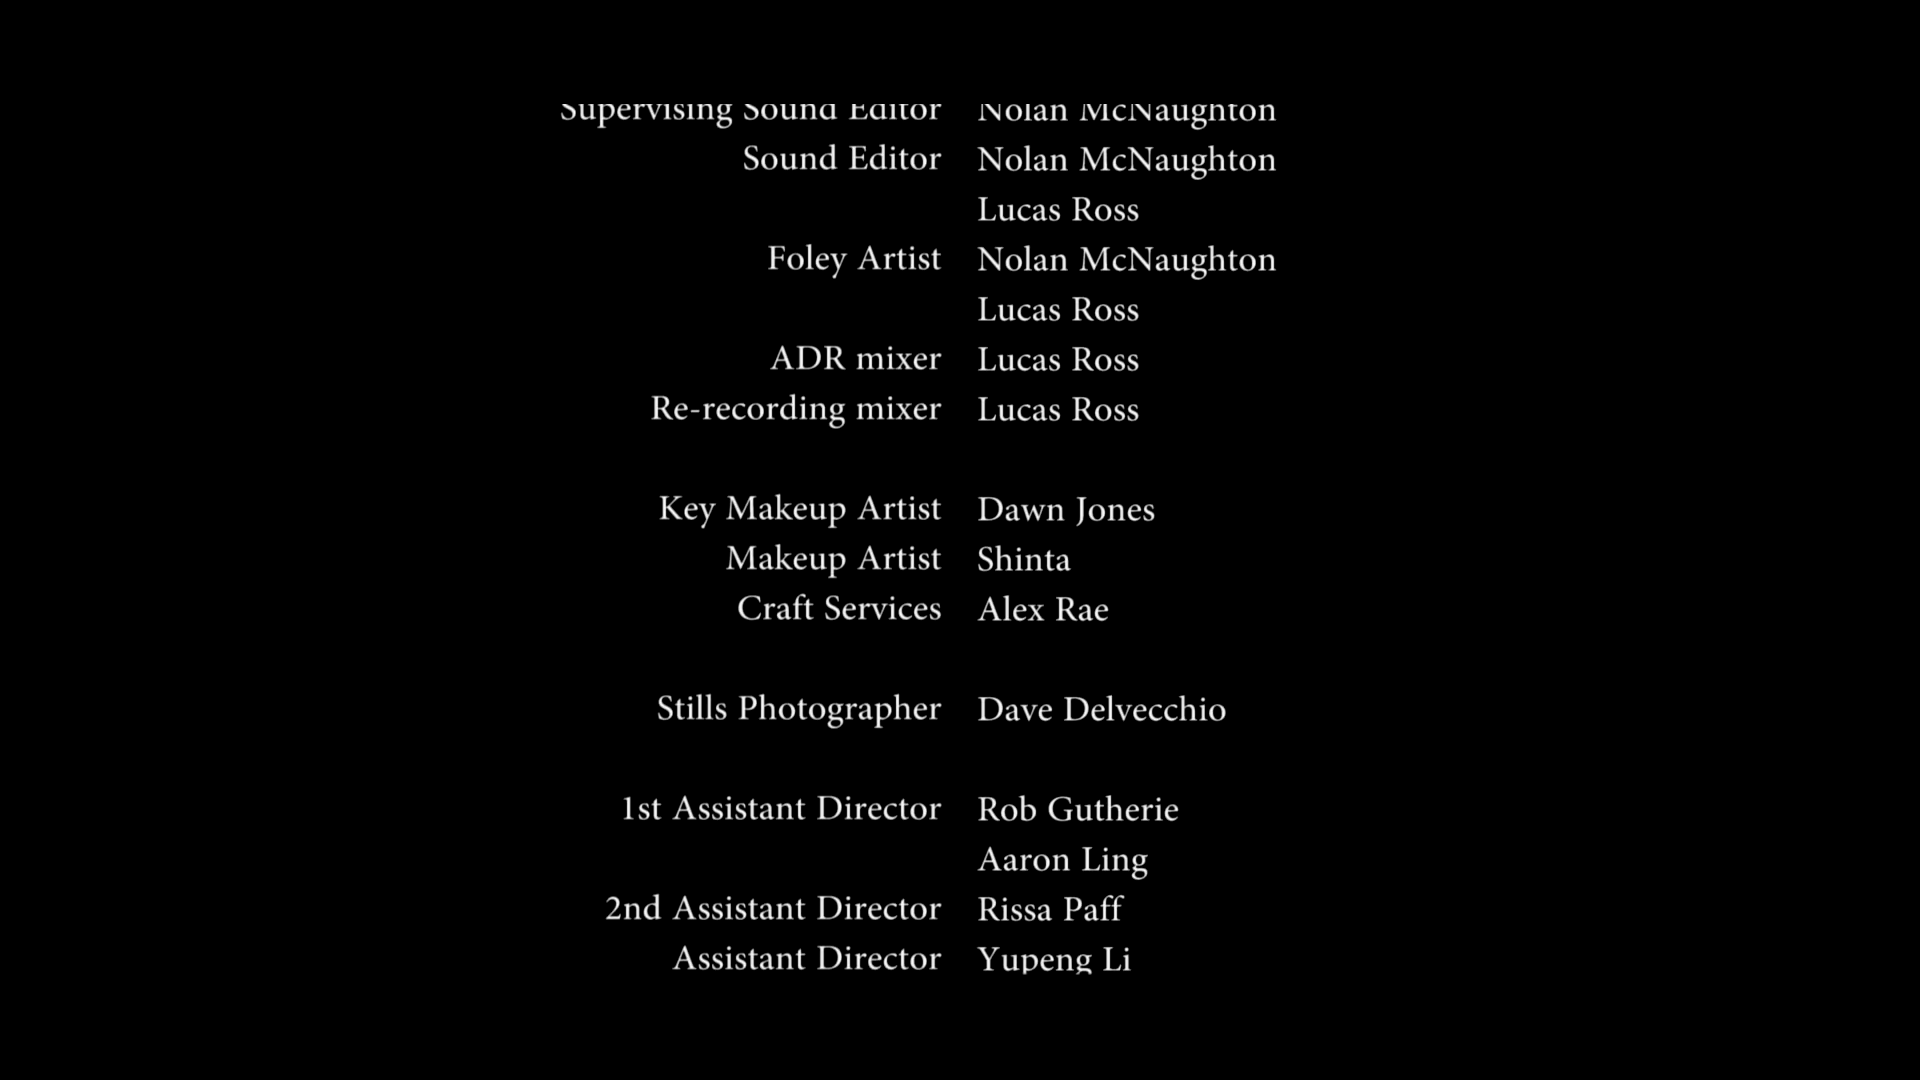 Supervising Sound Editor Nolan McNaughton
Sound Editor Nolan McNaughton
Lucas Ross
Foley Artist Nolan McNaughton
Lucas Ross
ADR mixer Lucas Ross
Re-recording mixer Lucas Ross
Key Makeup Artist Dawn Jones
Makeup Artist Shinta
Craft Services Alex Rae
Stills Photographer Dave Delvecchio
1st Assistant Director Rob Gutherie
Aaron Ling
2nd Assistant Director Rissa Paff
Assistant Director Yupeng Li